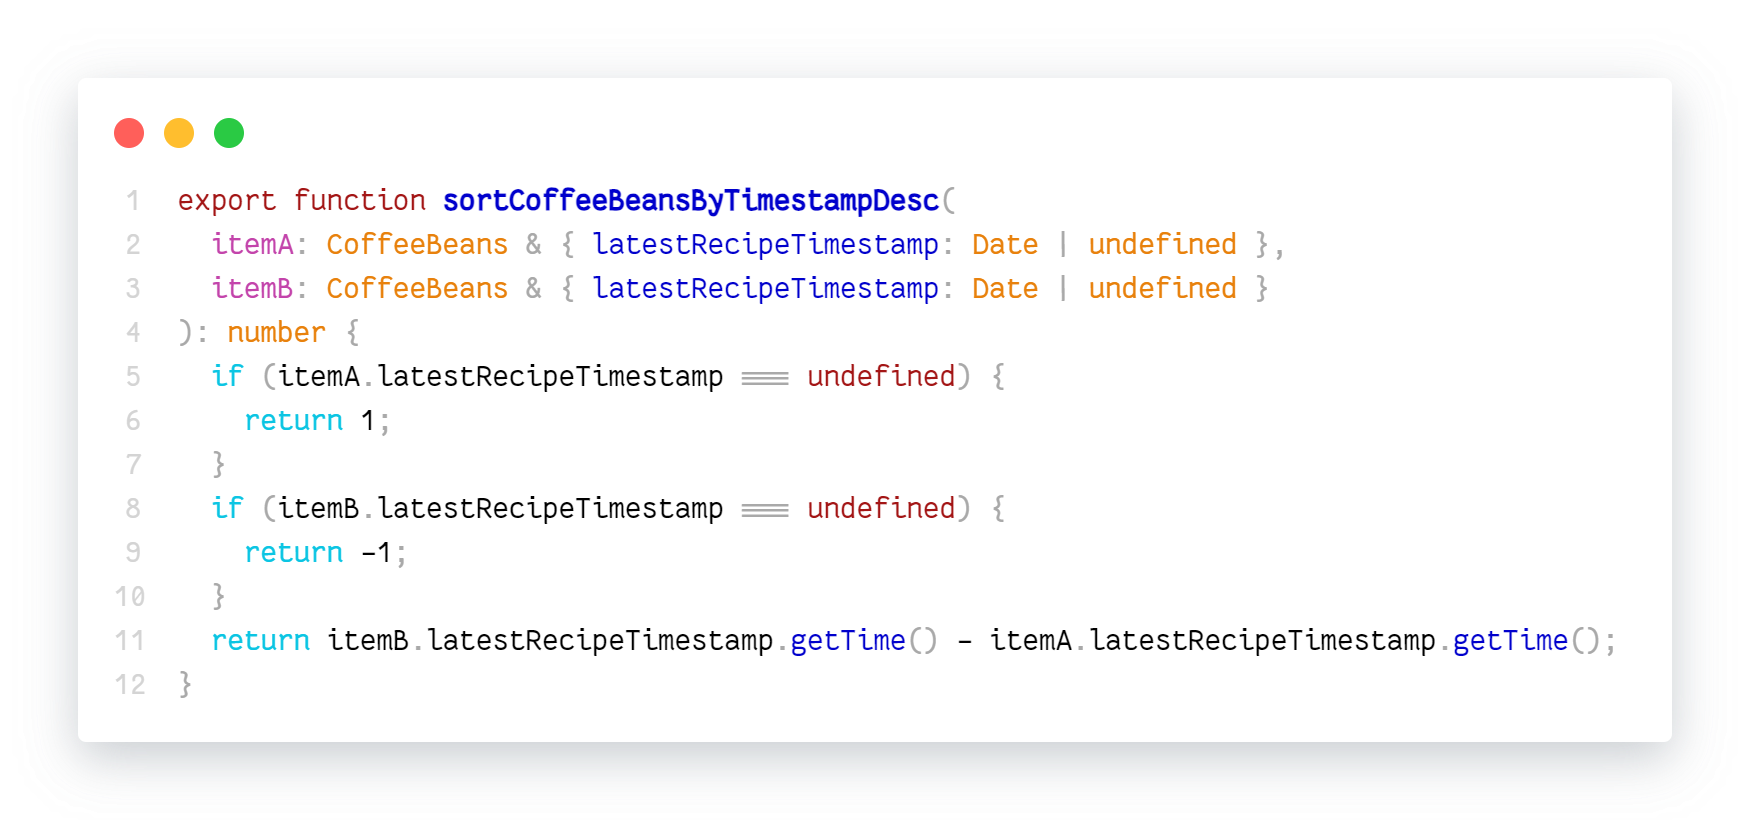 1 export function sortCoffeeBeansByTimestampDesc(
2   itemA: CoffeeBeans & { latestRecipeTimestamp: Date | undefined },
3   itemB: CoffeeBeans & { latestRecipeTimestamp: Date | undefined }
4 ): number {
5   if (itemA.latestRecipeTimestamp === undefined) {
6     return 1;
7   }
8   if (itemB.latestRecipeTimestamp === undefined) {
9     return -1;
10   }
11   return itemB.latestRecipeTimestamp.getTime() - itemA.latestRecipeTimestamp.getTime();
12 }